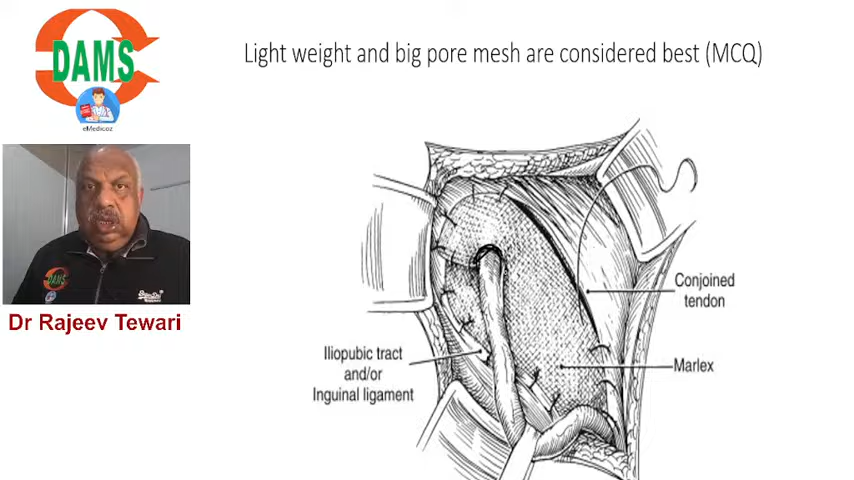 Light weight and big pore mesh are considered best (MCQ)
DAMS
eMedicoz
DAMS
Dr Rajeev Tewari
Conjoined
tendon
Iliopubic tract
and/or
Inguinal ligament
Marlex